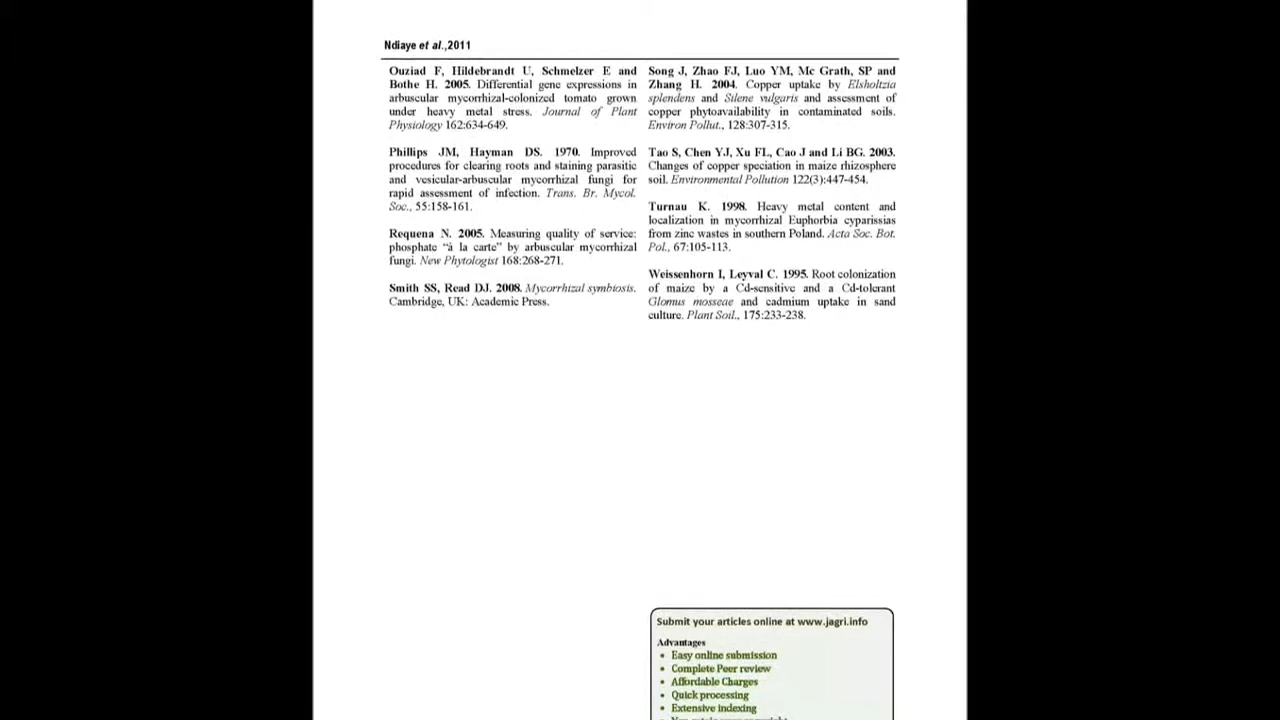 Ndiaye et al.,2011
Ouziad F, Hildebrandt U, Schmelzer E and
Bothe H. 2005. Differential gene expressions in
arbuscular mycorrhizal-colonized tomato grown
under heavy metal stress. Journal of Plant
Physiology 162:634-649.
Phillips JM, Hayman DS. 1970. Improved
procedures for clearing roots and staining parasitic
and vesicular-arbuscular mycorrhizal fungi for
rapid assessment of infection. Trans. Br. Mycol.
Soc., 55:158-161.
Requena N. 2005. Measuring quality of service:
phosphate “à la carte” by arbuscular mycorrhizal
fungi. New Phytologist 168:268-271.
Smith SS, Read DJ. 2008. Mycorrhizal symbiosis.
Cambridge, UK: Academic Press.
Song J, Zhao FJ, Luo YM, Mc Grath, SP and
Zhang H. 2004. Copper uptake by Elsholtzia
splendens and Silene vulgaris and assessment of
copper phytoavailability in contaminated soils.
Environ Pollut., 128:307-315.
Tao S, Chen YJ, Xu FL, Cao J and Li BG. 2003.
Changes of copper speciation in maize rhizosphere
soil. Environmental Pollution 122(3):447-454.
Turnau K. 1998. Heavy metal content and
localization in mycorrhizal Euphorbia cyparissias
from zinc wastes in southern Poland. Acta Soc. Bot.
Pol., 67:105-113.
Weissenhorn I, Leyval C. 1995. Root colonization
of maize by a Cd-sensitive and a Cd-tolerant
Glomus mosseae and cadmium uptake in sand
culture. Plant Soil., 175:233-238.
Submit your articles online at www.jagri.info
Advantages
• Easy online submission
• Complete Peer review
• Affordable Charges
• Quick processing
• Extensive indexing